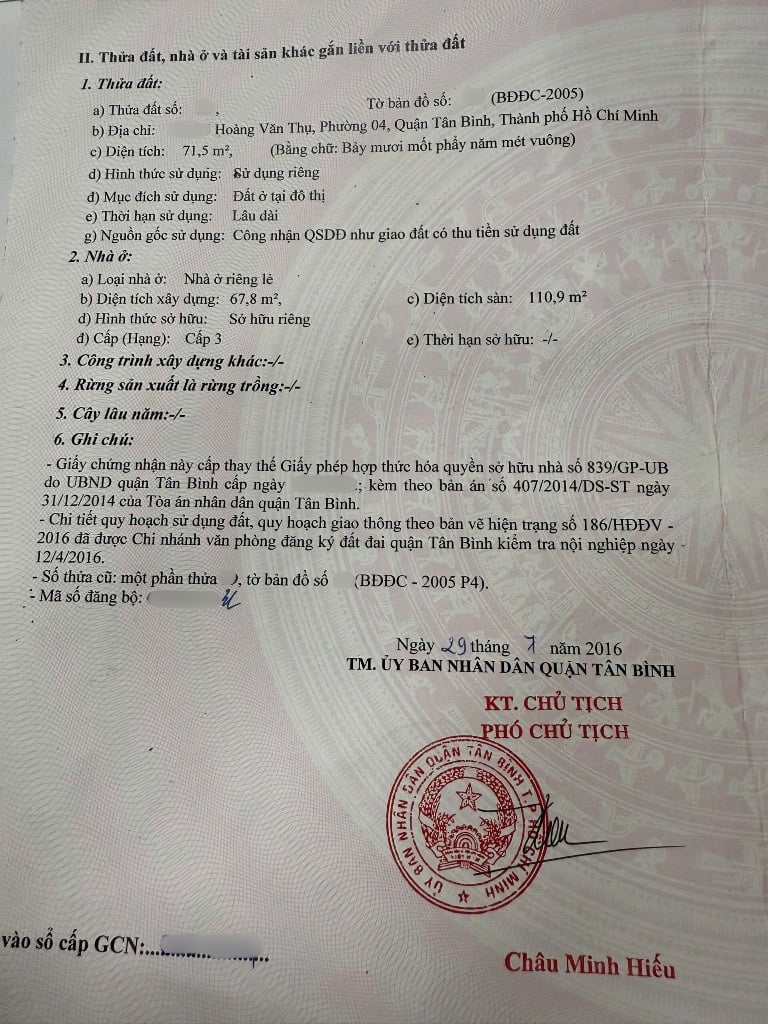 II. Thửa đất, nhà ở và tài sản khác gắn liền với thửa đất
1. Thửa đất:
a) Thửa đất số: , Tờ bản đồ số: (BĐĐC-2005)
b) Địa chỉ: Hoàng Văn Thụ, Phường 04, Quận Tân Bình, Thành phố Hồ Chí Minh
c) Diện tích: 71,5 m², (Bằng chữ: Bảy mươi mốt phẩy năm mét vuông)
d) Hình thức sử dụng: Sử dụng riêng
đ) Mục đích sử dụng: Đất ở tại đô thị
e) Thời hạn sử dụng: Lâu dài
g) Nguồn gốc sử dụng: Công nhận QSDĐ như giao đất có thu tiền sử dụng đất
2. Nhà ở:
a) Loại nhà ở: Nhà ở riêng lẻ
b) Diện tích xây dựng: 67,8 m², c) Diện tích sàn: 110,9 m²
d) Hình thức sở hữu: Sở hữu riêng
đ) Cấp (Hạng): Cấp 3 e) Thời hạn sở hữu: -/-
3. Công trình xây dựng khác:-/-
4. Rừng sản xuất là rừng trồng:-/-
5. Cây lâu năm:-/-
6. Ghi chú:
- Giấy chứng nhận này cấp thay thế Giấy phép hợp thức hóa quyền sở hữu nhà số 839/GP-UB
do UBND quận Tân Bình cấp ngày .; kèm theo bản án số 407/2014/DS-ST ngày
31/12/2014 của Tòa án nhân dân quận Tân Bình.
- Chi tiết quy hoạch sử dụng đất, quy hoạch giao thông theo bản vẽ hiện trạng số 186/HĐĐV -
2016 đã được Chi nhánh văn phòng đăng ký đất đai quận Tân Bình kiểm tra nội nghiệp ngày
12/4/2016.
- Số thửa cũ: một phần thửa , tờ bản đồ số (BĐĐC - 2005 P4).
- Mã số đăng bộ:
Ngày 29 tháng 7 năm 2016
TM. ỦY BAN NHÂN DÂN QUẬN TÂN BÌNH
KT. CHỦ TỊCH
PHÓ CHỦ TỊCH
ỦY BAN NHÂN DÂN QUẬN TÂN BÌNH T.P HỒ CHÍ MINH
vào sổ cấp GCN:
Châu Minh Hiếu